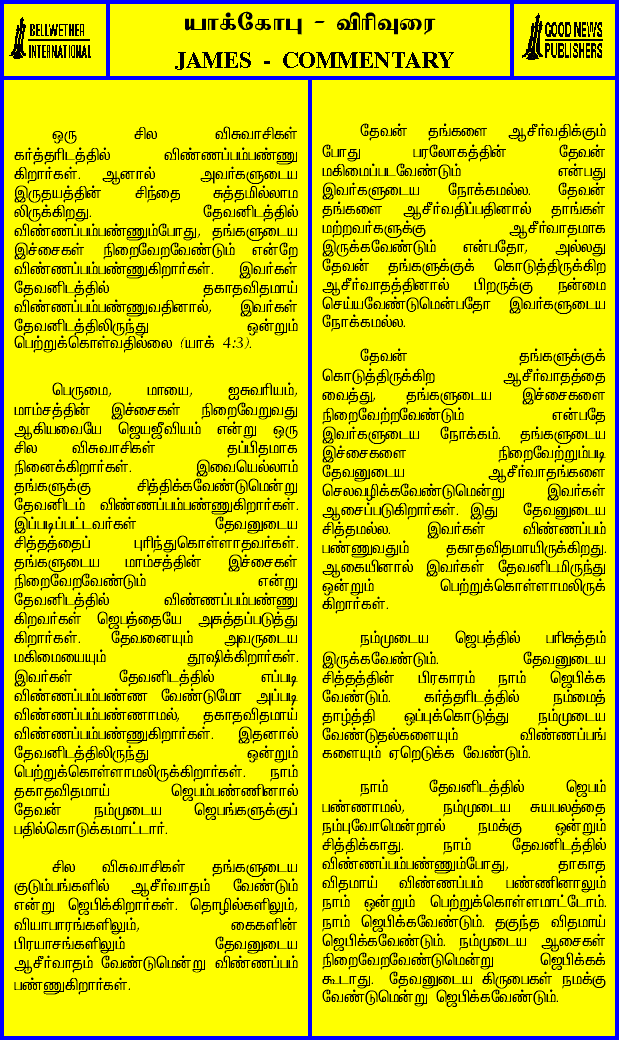 BELLWETHER
INTERNATIONAL
யாக்கோபு - விரிவுரை
JAMES - COMMENTARY
GOOD NEWS
PUBLISHERS
ஒரு சில விசுவாசிகள்
கர்த்தரிடத்தில் விண்ணப்பம்பண்ணு
கிறார்கள். ஆனால் அவர்களுடைய
இருதயத்தின் சிந்தை சுத்தமில்லாம
லிருக்கிறது. தேவனிடத்தில்
விண்ணப்பம்பண்ணும்போது, தங்களுடைய
இச்சைகள் நிறைவேறவேண்டும் என்றே
விண்ணப்பம்பண்ணுகிறார்கள். இவர்கள்
தேவனிடத்தில் தகாதவிதமாய்
விண்ணப்பம்பண்ணுவதினால், இவர்கள்
தேவனிடத்திலிருந்து ஒன்றும்
பெற்றுக்கொள்வதில்லை (யாக் 4:3).
பெருமை, மாயை, ஐசுவரியம்,
மாம்சத்தின் இச்சைகள் நிறைவேறுவது
ஆகியவையே ஜெயஜீவியம் என்று ஒரு
சில விசுவாசிகள் தப்பிதமாக
நினைக்கிறார்கள். இவையெல்லாம்
தங்களுக்கு சித்திக்கவேண்டுமென்று
தேவனிடம் விண்ணப்பம்பண்ணுகிறார்கள்.
இப்படிப்பட்டவர்கள் தேவனுடைய
சித்தத்தைப் புரிந்துகொள்ளாதவர்கள்.
தங்களுடைய மாம்சத்தின் இச்சைகள்
நிறைவேறவேண்டும் என்று
தேவனிடத்தில் விண்ணப்பம்பண்ணு
கிறவர்கள் ஜெபத்தையே அசுத்தப்படுத்து
கிறார்கள். தேவனையும் அவருடைய
மகிமையையும் தூஷிக்கிறார்கள்.
இவர்கள் தேவனிடத்தில் எப்படி
விண்ணப்பம்பண்ண வேண்டுமோ அப்படி
விண்ணப்பம்பண்ணாமல், தகாதவிதமாய்
விண்ணப்பம்பண்ணுகிறார்கள். இதனால்
தேவனிடத்திலிருந்து ஒன்றும்
பெற்றுக்கொள்ளாமலிருக்கிறார்கள். நாம்
தகாதவிதமாய் ஜெபம்பண்ணினால்
தேவன் நம்முடைய ஜெபங்களுக்குப்
பதில்கொடுக்கமாட்டார்.
சில விசுவாசிகள் தங்களுடைய
குடும்பங்களில் ஆசீர்வாதம் வேண்டும்
என்று ஜெபிக்கிறார்கள். தொழில்களிலும்,
வியாபாரங்களிலும், கைகளின்
பிரயாசங்களிலும் தேவனுடைய
ஆசீர்வாதம் வேண்டுமென்று விண்ணப்பம்
பண்ணுகிறார்கள்.
தேவன் தங்களை ஆசீர்வதிக்கும்
போது பரலோகத்தின் தேவன்
மகிமைப்படவேண்டும் என்பது
இவர்களுடைய நோக்கமல்ல. தேவன்
தங்களை ஆசீர்வதிப்பதினால் தாங்கள்
மற்றவர்களுக்கு ஆசீர்வாதமாக
இருக்கவேண்டும் என்பதோ, அல்லது
தேவன் தங்களுக்குக் கொடுத்திருக்கிற
ஆசீர்வாதத்தினால் பிறருக்கு நன்மை
செய்யவேண்டுமென்பதோ இவர்களுடைய
நோக்கமல்ல.
தேவன் தங்களுக்குக்
கொடுத்திருக்கிற ஆசீர்வாதத்தை
வைத்து, தங்களுடைய இச்சைகளை
நிறைவேற்றவேண்டும் என்பதே
இவர்களுடைய நோக்கம். தங்களுடைய
இச்சைகளை நிறைவேற்றும்படி
தேவனுடைய ஆசீர்வாதங்களை
செலவழிக்கவேண்டுமென்று இவர்கள்
ஆசைப்படுகிறார்கள். இது தேவனுடைய
சித்தமல்ல. இவர்கள் விண்ணப்பம்
பண்ணுவதும் தகாதவிதமாயிருக்கிறது.
ஆகையினால் இவர்கள் தேவனிடமிருந்து
ஒன்றும் பெற்றுக்கொள்ளாமலிருக்
கிறார்கள்.
நம்முடைய ஜெபத்தில் பரிசுத்தம்
இருக்கவேண்டும். தேவனுடைய
சித்தத்தின் பிரகாரம் நாம் ஜெபிக்க
வேண்டும். கர்த்தரிடத்தில் நம்மைத்
தாழ்த்தி ஒப்புக்கொடுத்து நம்முடைய
வேண்டுதல்களையும் விண்ணப்பங்
களையும் ஏறெடுக்க வேண்டும்.
நாம் தேவனிடத்தில் ஜெபம்
பண்ணாமல், நம்முடைய சுயபலத்தை
நம்புவோமென்றால் நமக்கு ஒன்றும்
சித்திக்காது. நாம் தேவனிடத்தில்
விண்ணப்பம்பண்ணும்போது, தாகாத
விதமாய் விண்ணப்பம் பண்ணினாலும்
நாம் ஒன்றும் பெற்றுக்கொள்ளமாட்டோம்.
நாம் ஜெபிக்கவேண்டும். தகுந்த விதமாய்
ஜெபிக்கவேண்டும். நம்முடைய ஆசைகள்
நிறைவேறவேண்டுமென்று ஜெபிக்கக்
கூடாது. தேவனுடைய கிருபைகள் நமக்கு
வேண்டுமென்று ஜெபிக்கவேண்டும்.